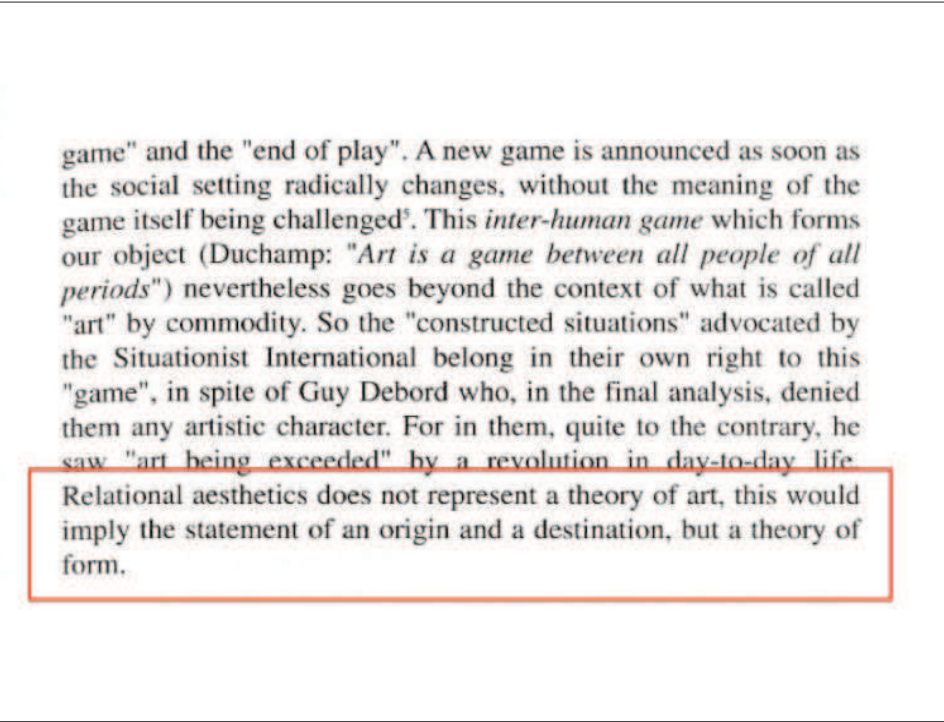 game" and the "end of play". A new game is announced as soon as
the social setting radically changes, without the meaning of the
game itself being challenged⁵. This inter-human game which forms
our object (Duchamp: "Art is a game between all people of all
periods") nevertheless goes beyond the context of what is called
"art" by commodity. So the "constructed situations" advocated by
the Situationist International belong in their own right to this
"game", in spite of Guy Debord who, in the final analysis, denied
them any artistic character. For in them, quite to the contrary, he
saw "art being exceeded" by a revolution in day-to-day life.
Relational aesthetics does not represent a theory of art, this would
imply the statement of an origin and a destination, but a theory of
form.